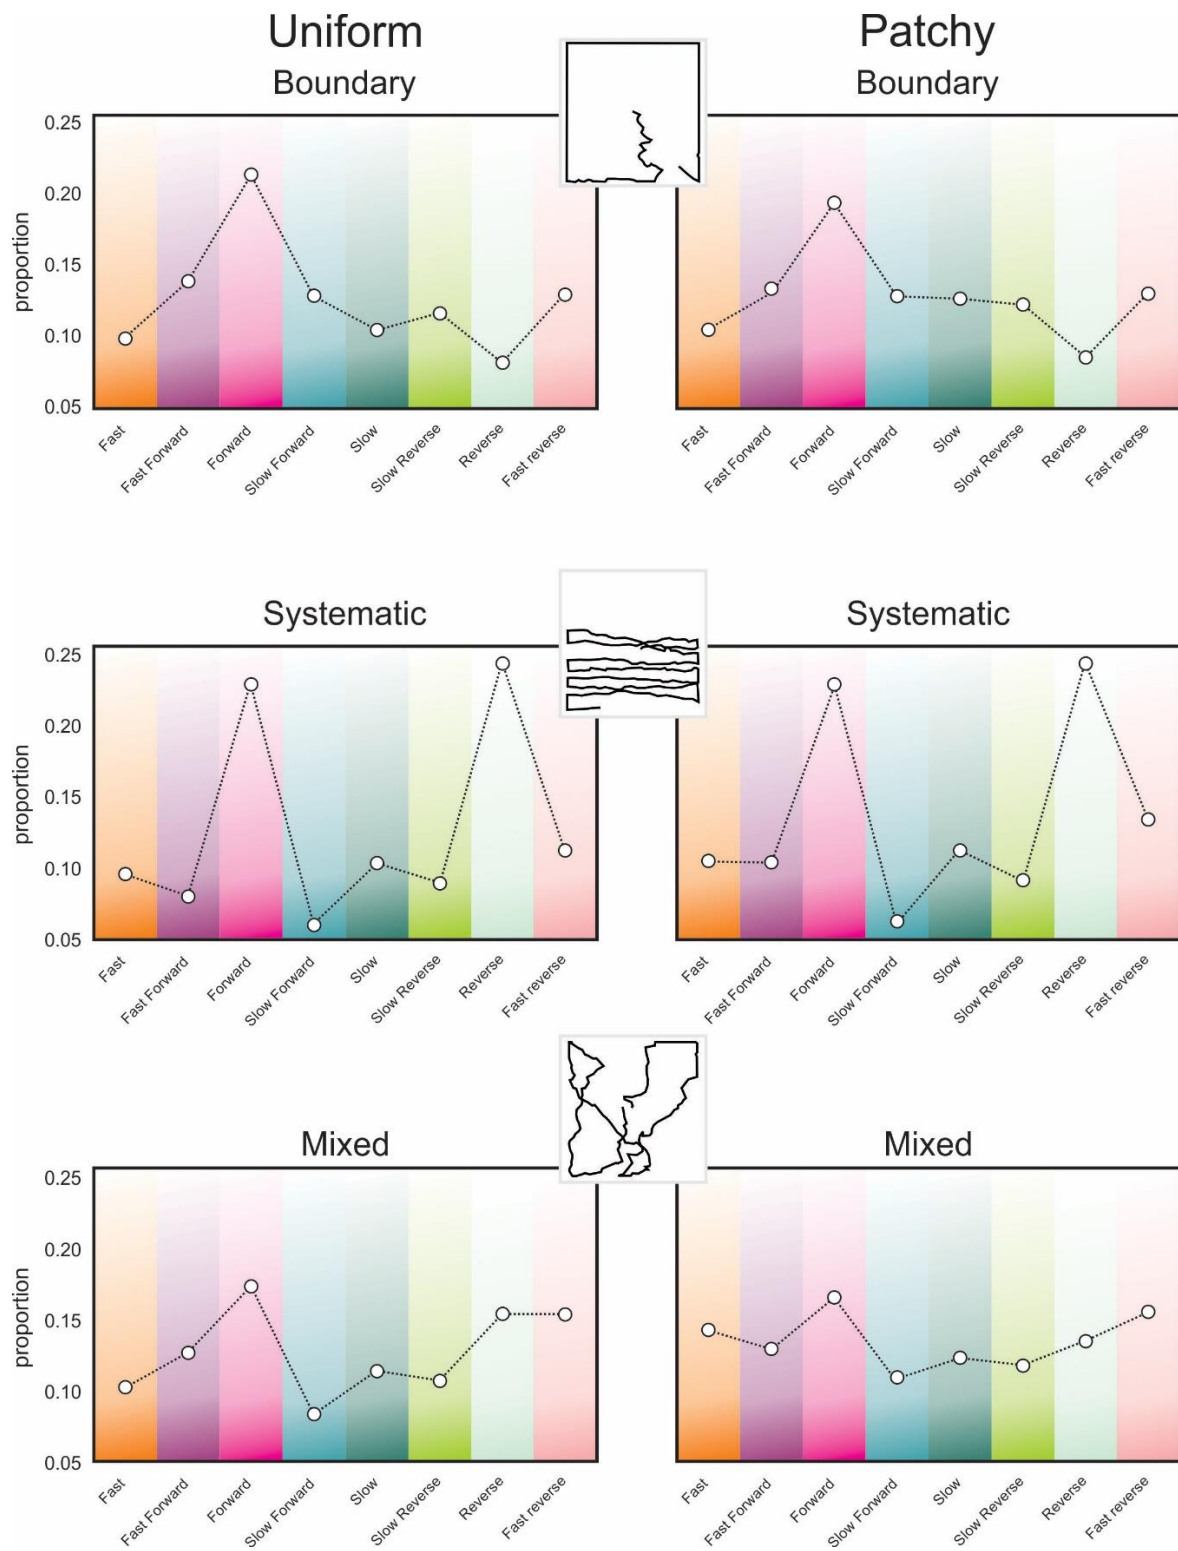 Uniform
Patchy
Boundary
Boundary
proportion
0.25
0.20
0.15
0.10
0.05
Fast
Fast Forward
Forward
Slow Forward
Slow
Slow Reverse
Reverse
Fast reverse
Fast
Fast Forward
Forward
Slow Forward
Slow
Slow Reverse
Reverse
Fast reverse
Systematic
Systematic
proportion
0.25
0.20
0.15
0.10
0.05
Fast
Fast Forward
Forward
Slow Forward
Slow
Slow Reverse
Reverse
Fast reverse
Fast
Fast Forward
Forward
Slow Forward
Slow
Slow Reverse
Reverse
Fast reverse
Mixed
Mixed
proportion
0.25
0.20
0.15
0.10
0.05
Fast
Fast Forward
Forward
Slow Forward
Slow
Slow Reverse
Reverse
Fast reverse
Fast
Fast Forward
Forward
Slow Forward
Slow
Slow Reverse
Reverse
Fast reverse